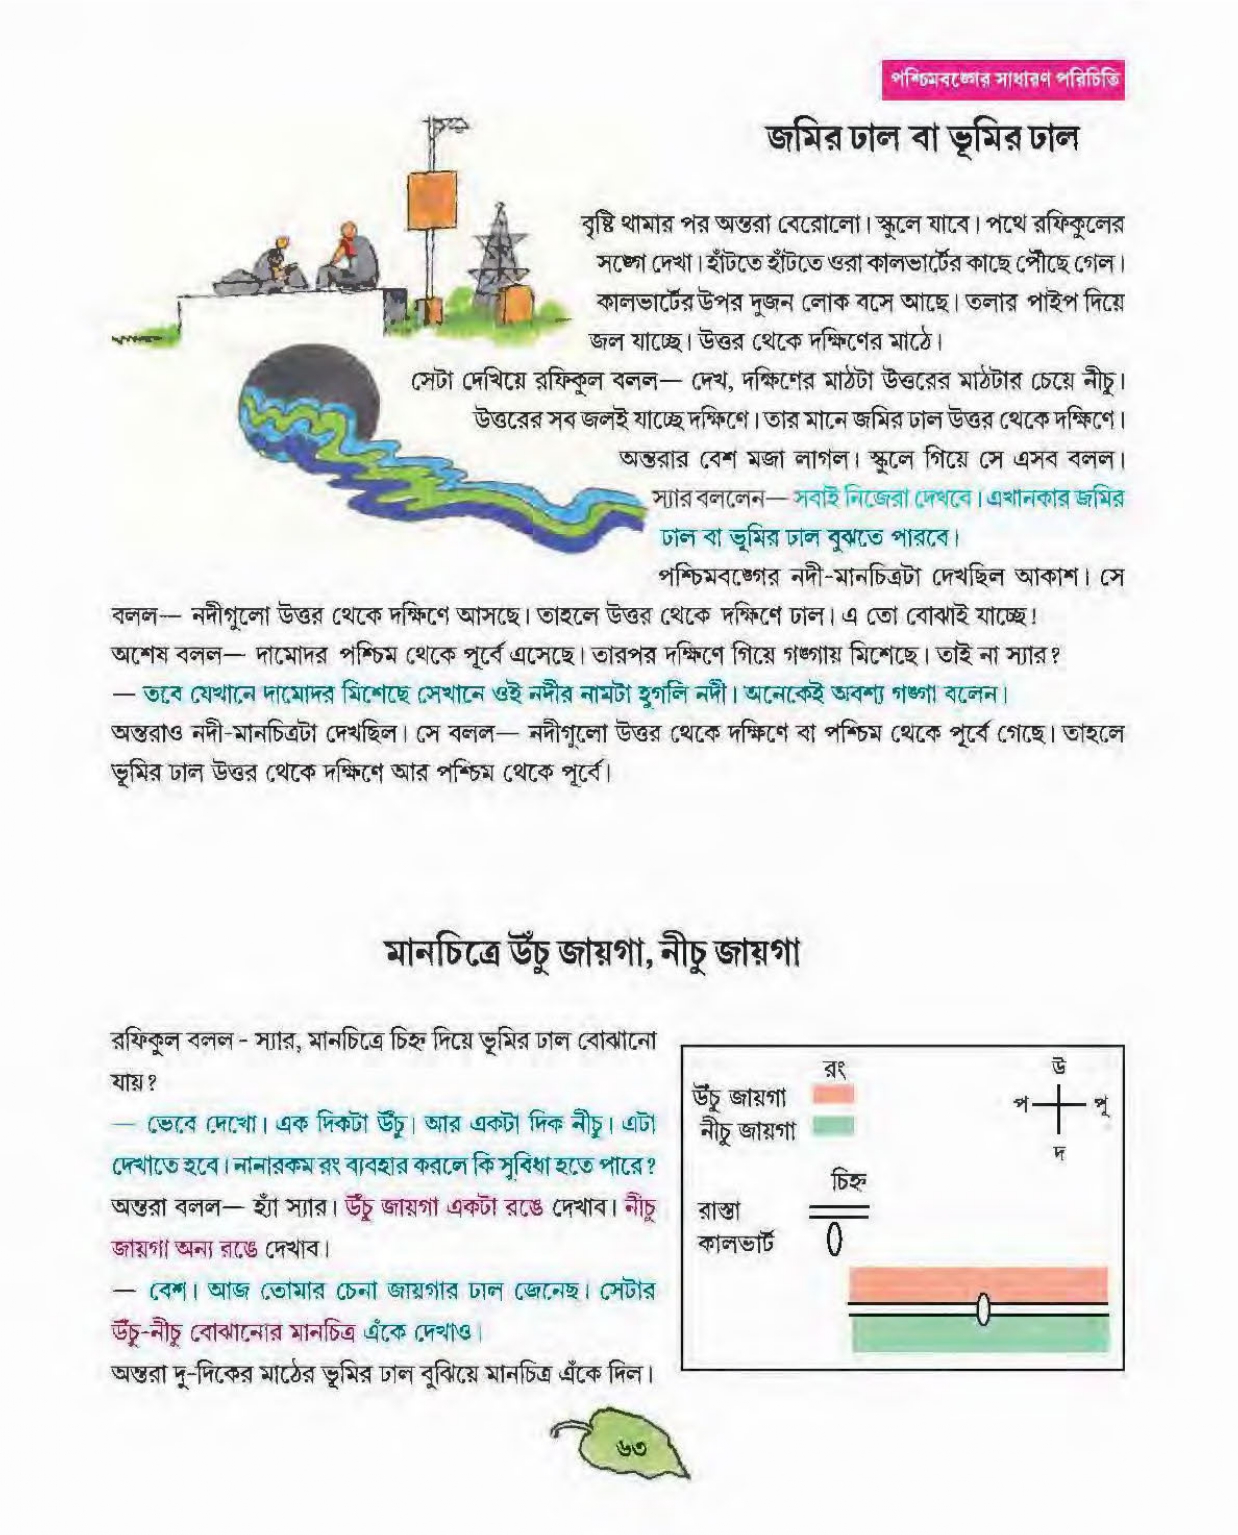 পশ্চিমবঙ্গের সাধারণ পরিচিতি
জমির ঢাল বা ভূমির ঢাল
বৃষ্টি থামার পর অন্তরা বেরোলো। স্কুলে যাবে। পথে রফিকুলের
সঙ্গে দেখা। হাঁটতে হাঁটতে ওরা কালভার্টের কাছে পৌঁছে গেল।
কালভার্টের উপর দুজন লোক বসে আছে। তলার পাইপ দিয়ে
জল যাচ্ছে। উত্তর থেকে দক্ষিণের মাঠে।
সেটা দেখিয়ে রফিকুল বলল— দেখ, দক্ষিণের মাঠটা উত্তরের মাঠটার চেয়ে নীচু।
উত্তরের সব জলই যাচ্ছে দক্ষিণে। তার মানে জমির ঢাল উত্তর থেকে দক্ষিণে।
অন্তরার বেশ মজা লাগল। স্কুলে গিয়ে সে এসব বলল।
স্যার বললেন— সবাই নিজেরা দেখবে। এখানকার জমির
ঢাল বা ভূমির ঢাল বুঝতে পারবে।
পশ্চিমবঙ্গের নদী-মানচিত্রটা দেখছিল আকাশ। সে
বলল— নদীগুলো উত্তর থেকে দক্ষিণে আসছে। তাহলে উত্তর থেকে দক্ষিণে ঢাল। এ তো বোঝাই যাচ্ছে!
অশেষ বলল— দামোদর পশ্চিম থেকে পূর্বে এসেছে। তারপর দক্ষিণে গিয়ে গঙ্গায় মিশেছে। তাই না স্যার?
— তবে যেখানে দামোদর মিশেছে সেখানে ওই নদীর নামটা হুগলি নদী। অনেকেই অবশ্য গঙ্গা বলেন।
অন্তরাও নদী-মানচিত্রটা দেখছিল। সে বলল— নদীগুলো উত্তর থেকে দক্ষিণে বা পশ্চিম থেকে পূর্বে গেছে। তাহলে
ভূমির ঢাল উত্তর থেকে দক্ষিণে আর পশ্চিম থেকে পূর্বে।
মানচিত্রে উঁচু জায়গা, নীচু জায়গা
রফিকুল বলল - স্যার, মানচিত্রে চিহ্ন দিয়ে ভূমির ঢাল বোঝানো
যায়?
— ভেবে দেখো। এক দিকটা উঁচু। আর একটা দিক নীচু। এটা
দেখাতে হবে। নানারকম রং ব্যবহার করলে কি সুবিধা হতে পারে?
অন্তরা বলল— হ্যাঁ স্যার। উঁচু জায়গা একটা রঙে দেখাব। নীচু
জায়গা অন্য রঙে দেখাব।
— বেশ। আজ তোমার চেনা জায়গার ঢাল জেনেছ। সেটার
উঁচু-নীচু বোঝানোর মানচিত্র এঁকে দেখাও।
অন্তরা দু-দিকের মাঠের ভূমির ঢাল বুঝিয়ে মানচিত্র এঁকে দিল।
রং
উঁচু জায়গা
নীচু জায়গা
উ
প পূ
দ
চিহ্ন
রাস্তা
কালভার্ট
৬৩